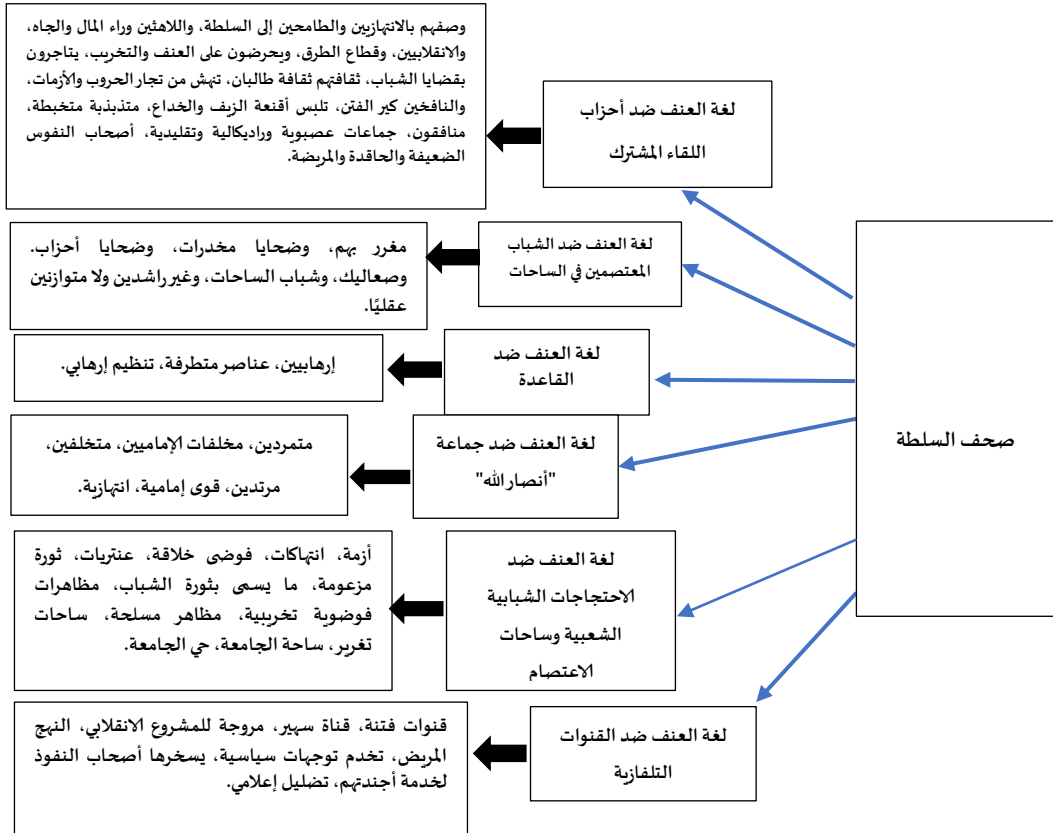 صحف السلطة
لغة العنف ضد أحزاب
اللقاء المشترك
وصفهم بالانتهازيين والطامحين إلى السلطة، واللاهثين وراء المال والجاه،
والانقلابيين، وقطاع الطرق، ويحرضون على العنف والتخريب، يتاجرون
بقضايا الشباب، ثقافتهم ثقافة طالبان، تنهش من تجار الحروب والأزمات،
والنافخين كير الفتن، تلبس أقنعة الزيف والخداع، متذبذبة متخبطة،
منافقون، جماعات عصبوية وراديكالية وتقليدية، أصحاب النفوس
الضعيفة والحاقدة والمريضة.
لغة العنف ضد الشباب
المعتصمين في الساحات
مغرر بهم، وضحايا مخدرات، وضحايا أحزاب.
وصعاليك، وشباب الساحات، وغير راشدين ولا متوازنين
عقليًا.
لغة العنف ضد
القاعدة
إرهابيين، عناصر متطرفة، تنظيم إرهابي.
لغة العنف ضد جماعة
"أنصار الله"
متمردين، مخلفات الإماميين، متخلفين،
مرتدين، قوى إمامية، انتهازية.
لغة العنف ضد
الاحتجاجات الشبابية
الشعبية وساحات
الاعتصام
أزمة، انتهاكات، فوضى خلاقة، عنتريات، ثورة
مزعومة، ما يسمى بثورة الشباب، مظاهرات
فوضوية تخريبية، مظاهر مسلحة، ساحات
تغرير، ساحة الجامعة، حي الجامعة.
لغة العنف ضد القنوات
التلفازية
قنوات فتنة، قناة سهير، مروجة للمشروع الانقلابي، النهج
المريض، تخدم توجهات سياسية، يسخرها أصحاب النفوذ
لخدمة أجندتهم، تضليل إعلامي.